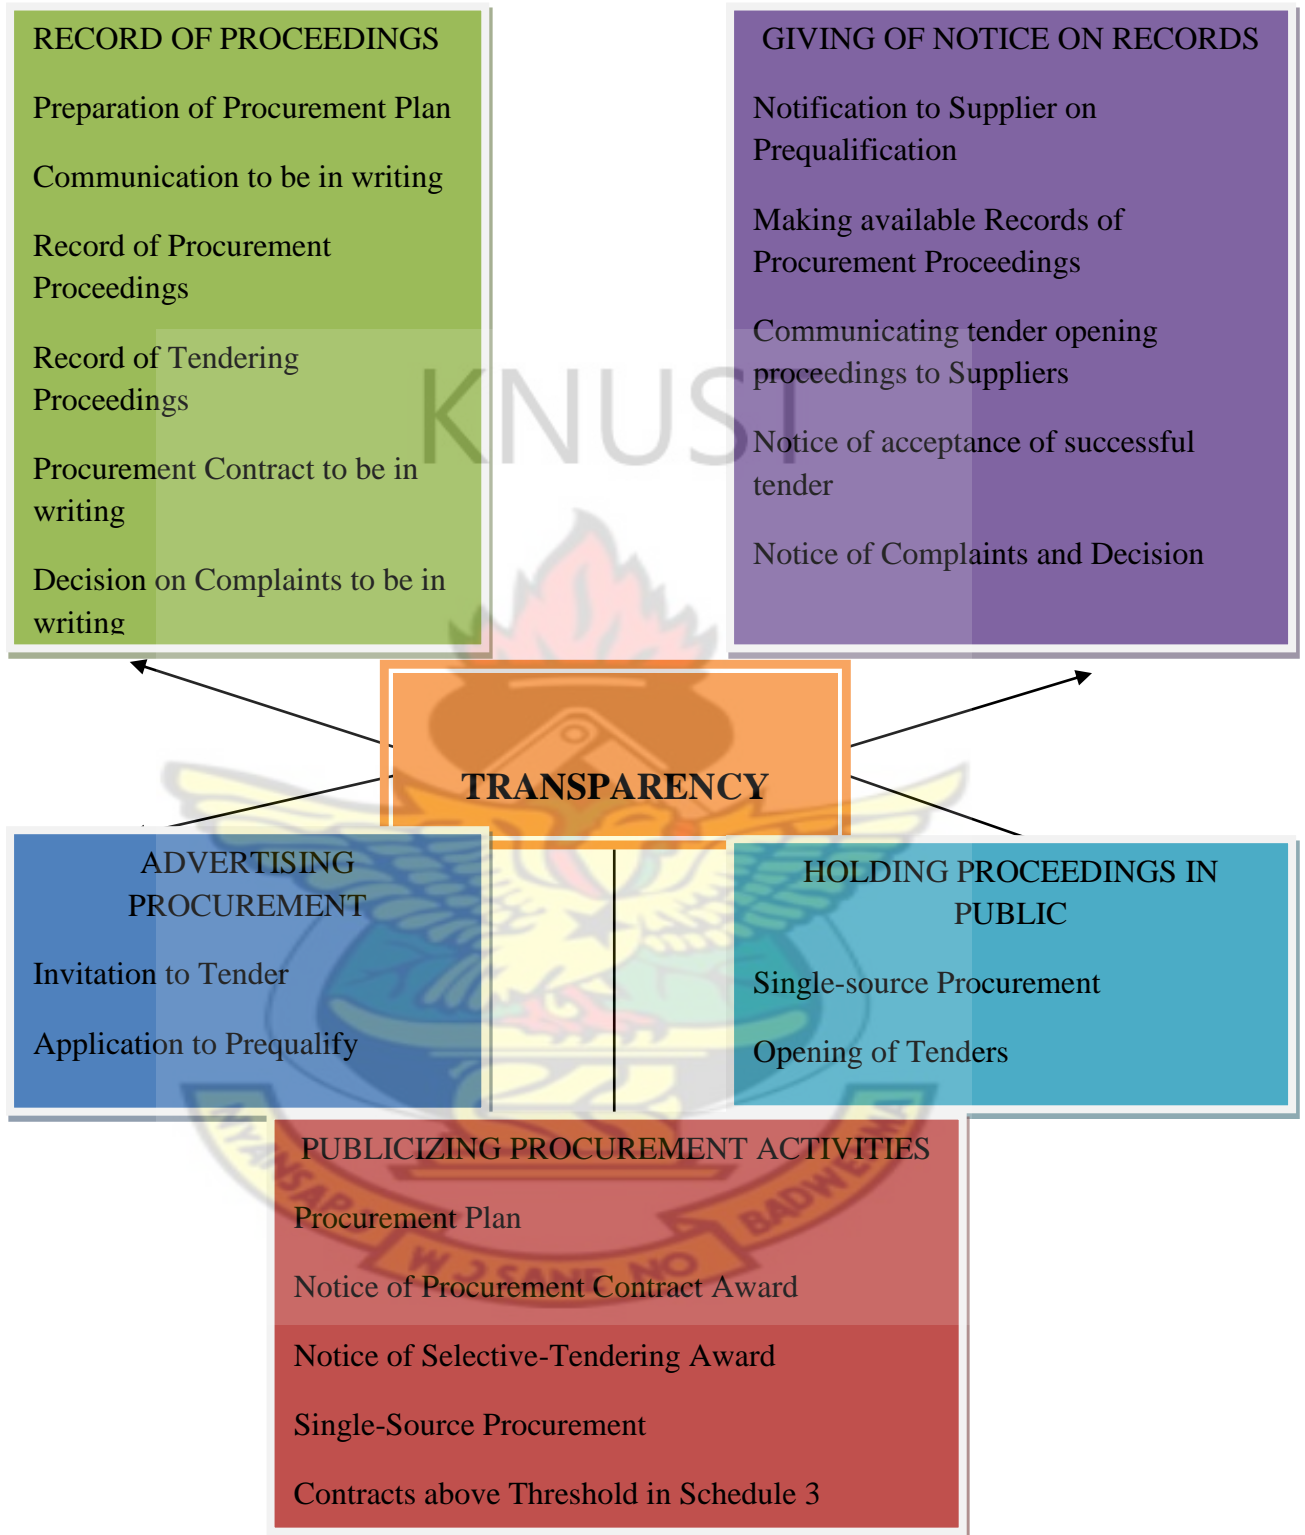 RECORD OF PROCEEDINGS
Preparation of Procurement Plan
Communication to be in writing
Record of Procurement
Proceedings
Record of Tendering
Proceedings
Procurement Contract to be in
writing
Decision on Complaints to be in
writing
GIVING OF NOTICE ON RECORDS
Notification to Supplier on
Prequalification
Making available Records of
Procurement Proceedings
Communicating tender opening
proceedings to Suppliers
Notice of acceptance of successful
tender
Notice of Complaints and Decision
KNUST
TRANSPARENCY
ADVERTISING
PROCUREMENT
Invitation to Tender
Application to Prequalify
HOLDING PROCEEDINGS IN
PUBLIC
Single-source Procurement
Opening of Tenders
PUBLICIZING PROCUREMENT ACTIVITIES
Procurement Plan
Notice of Procurement Contract Award
Notice of Selective-Tendering Award
Single-Source Procurement
Contracts above Threshold in Schedule 3
NYANSAPO
W J SANE NO
BADWENMA